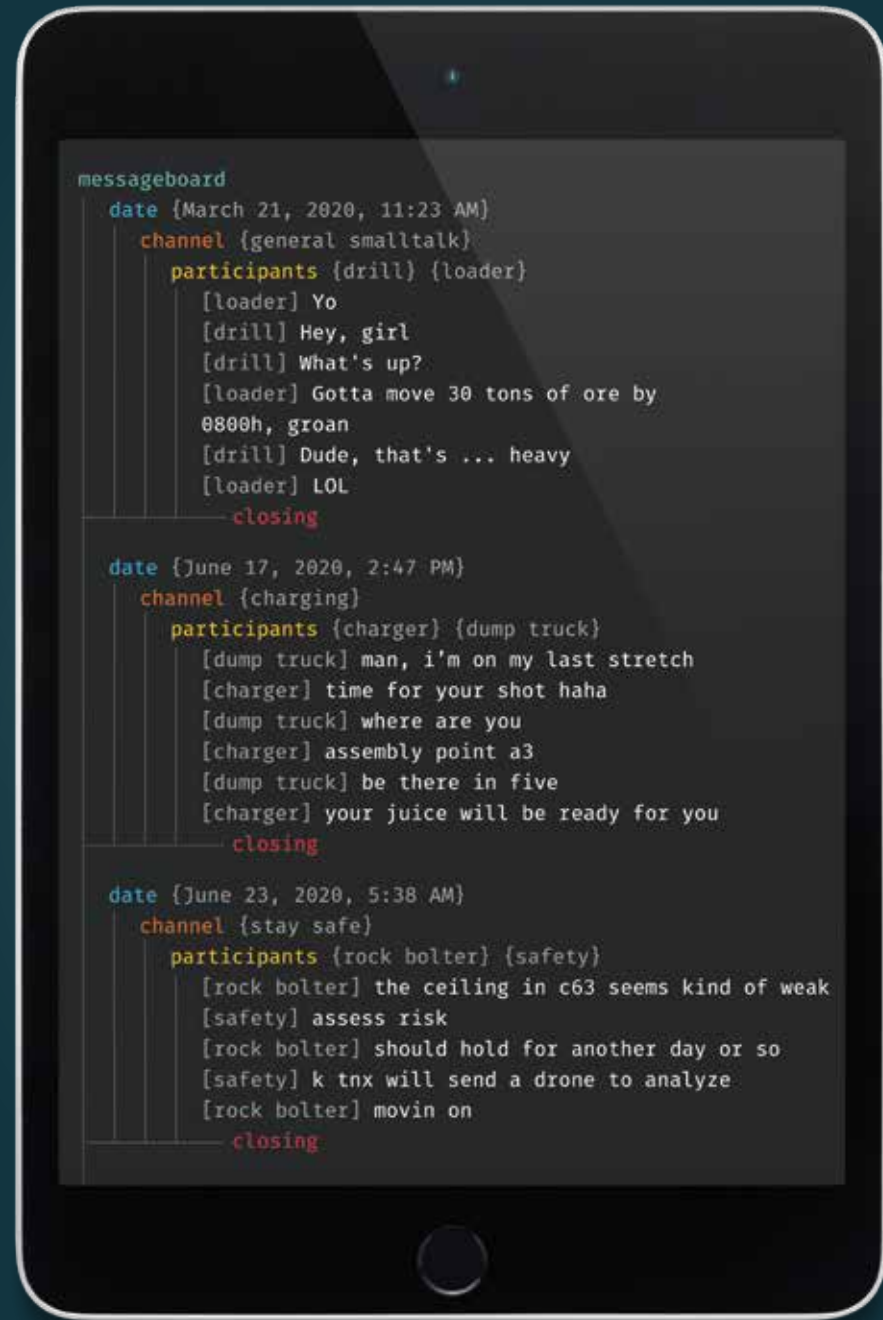 messageboard
date {March 21, 2020, 11:23 AM}
channel {general smalltalk}
participants {drill} {loader}
[loader] Yo
[drill] Hey, girl
[drill] What's up?
[loader] Gotta move 30 tons of ore by
0800h, groan
[drill] Dude, that's ... heavy
[loader] LOL
closing
date {June 17, 2020, 2:47 PM}
channel {charging}
participants {charger} {dump truck}
[dump truck] man, i’m on my last stretch
[charger] time for your shot haha
[dump truck] where are you
[charger] assembly point a3
[dump truck] be there in five
[charger] your juice will be ready for you
closing
date {June 23, 2020, 5:38 AM}
channel {stay safe}
participants {rock bolter} {safety}
[rock bolter] the ceiling in c63 seems kind of weak
[safety] assess risk
[rock bolter] should hold for another day or so
[safety] k tnx will send a drone to analyze
[rock bolter] movin on
closing